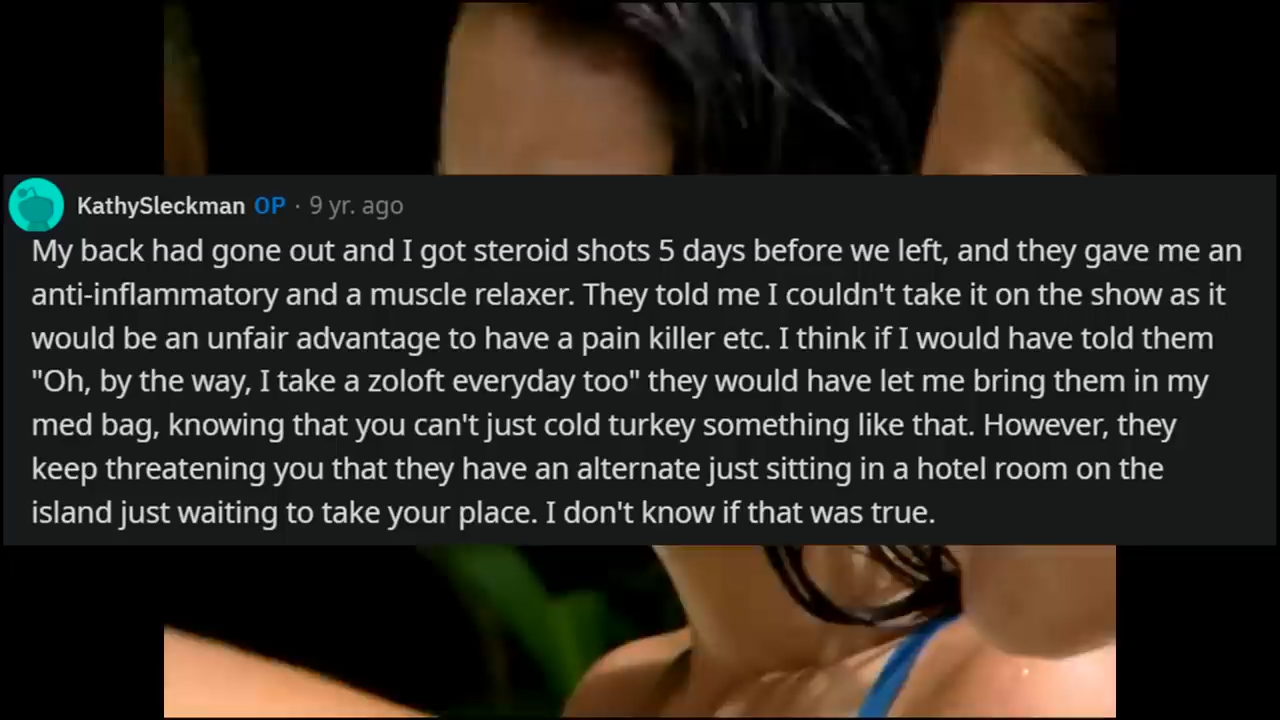 KathySleckman OP · 9 yr. ago
My back had gone out and I got steroid shots 5 days before we left, and they gave me an
anti-inflammatory and a muscle relaxer. They told me I couldn't take it on the show as it
would be an unfair advantage to have a pain killer etc. I think if I would have told them
"Oh, by the way, I take a zoloft everyday too" they would have let me bring them in my
med bag, knowing that you can't just cold turkey something like that. However, they
keep threatening you that they have an alternate just sitting in a hotel room on the
island just waiting to take your place. I don't know if that was true.